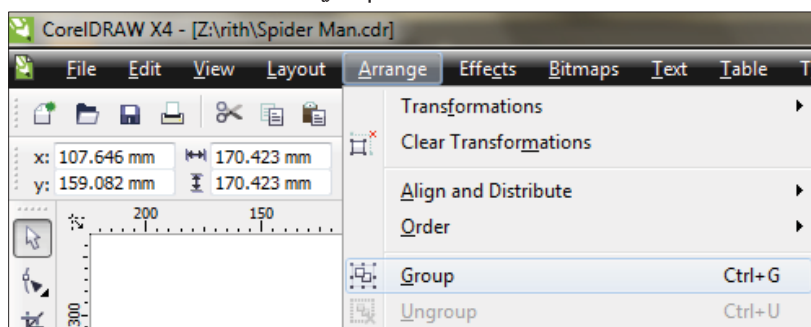 CorelDRAW X4 - [Z:\rith\Spider Man.cdr]
File Edit View Layout Arrange Effects Bitmaps Text Table T
Transformations
Clear Transformations
x: 107.646 mm 170.423 mm
y: 159.082 mm 170.423 mm
Align and Distribute
200 150
Order
Group Ctrl+G
300
Ungroup Ctrl+U